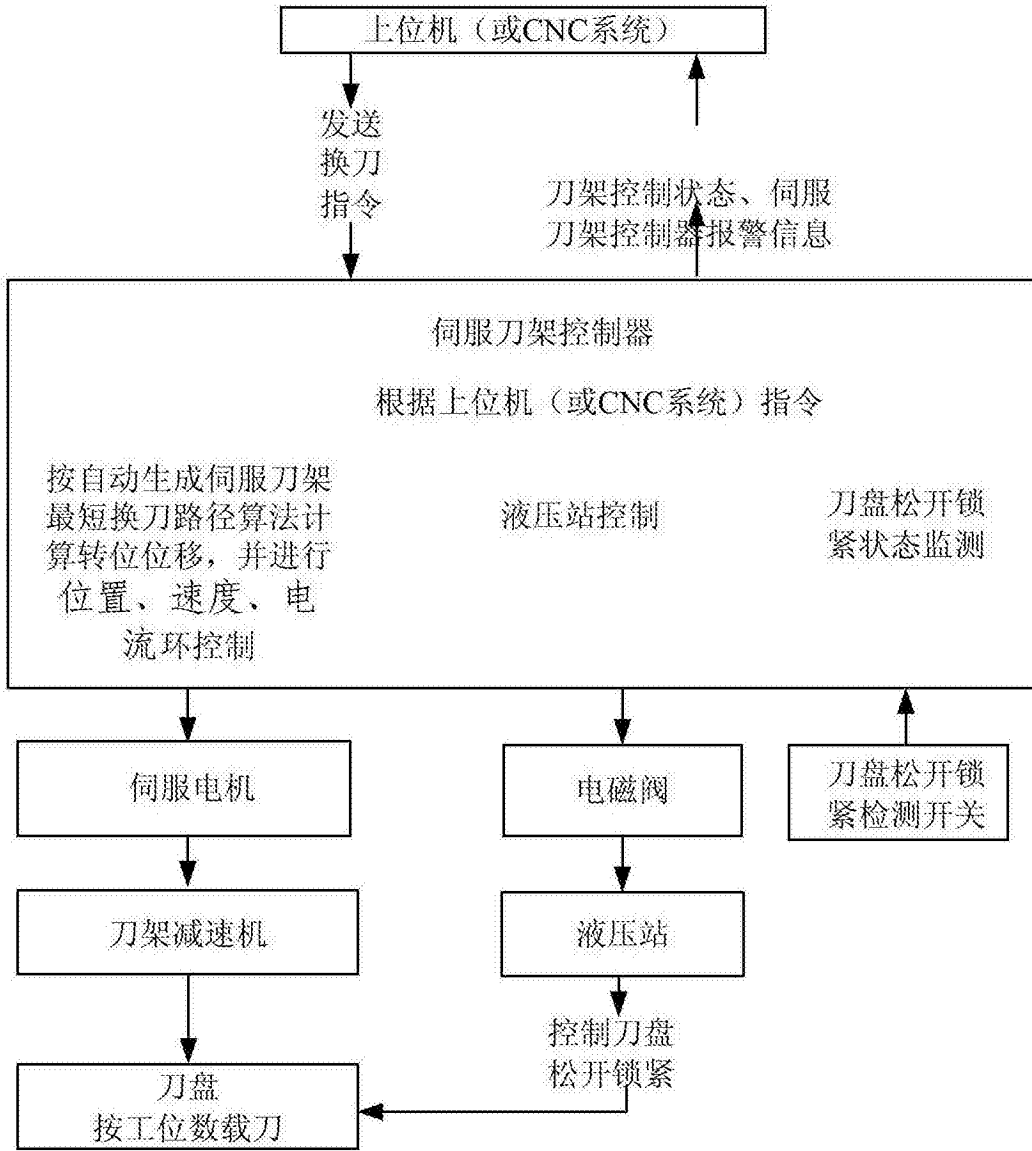 上位机（或CNC系统）
发送
换刀
指令
刀架控制状态、伺服
刀架控制器报警信息
伺服刀架控制器
根据上位机（或CNC系统）指令
按自动生成伺服刀架
最短换刀路径算法计
算转位位移，并进行
位置、速度、电
流环控制
液压站控制
刀盘松开锁
紧状态监测
伺服电机
电磁阀
刀盘松开锁
紧检测开关
刀架减速机
液压站
控制刀盘
松开锁紧
刀盘
按工位数载刀